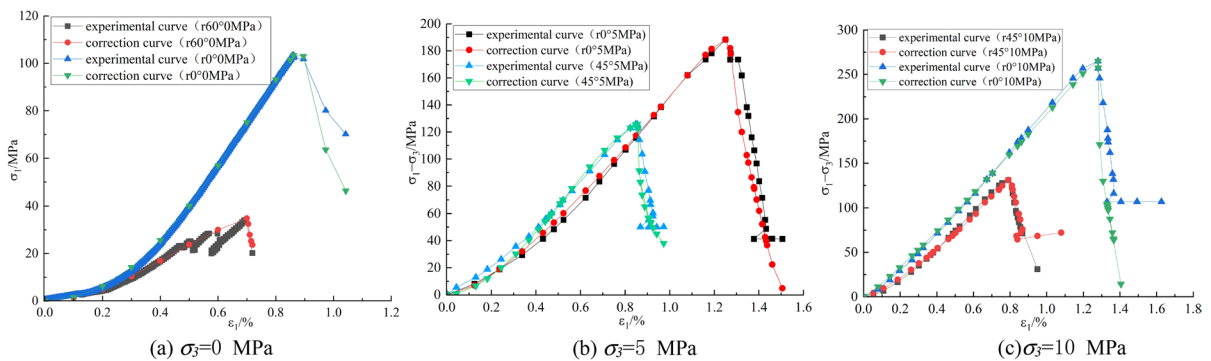 120
100
80
60
40
20
0
σ₁/MPa
experimental curve（r60°0MPa）
correction curve（r60°0MPa）
experimental curve（r0°0MPa）
correction curve（r0°0MPa）
0.0 0.2 0.4 0.6 0.8 1.0 1.2
ε₁/%
(a) σ₃=0 MPa
200
180
160
140
120
100
80
60
40
20
0
σ₁−σ₃/MPa
experimental curve（r0°5MPa）
correction curve（r0°5MPa）
experimental curve（45°5MPa）
correction curve（45°5MPa）
0.0 0.2 0.4 0.6 0.8 1.0 1.2 1.4 1.6
ε₁/%
(b) σ₃=5 MPa
300
250
200
150
100
50
0
σ₁−σ₃/MPa
experimental curve（r45°10MPa）
correction curve（r45°10MPa）
experimental curve（r0°10MPa）
correction curve（r0°10MPa）
0.0 0.2 0.4 0.6 0.8 1.0 1.2 1.4 1.6 1.8
ε₁/%
(c)σ₃=10 MPa